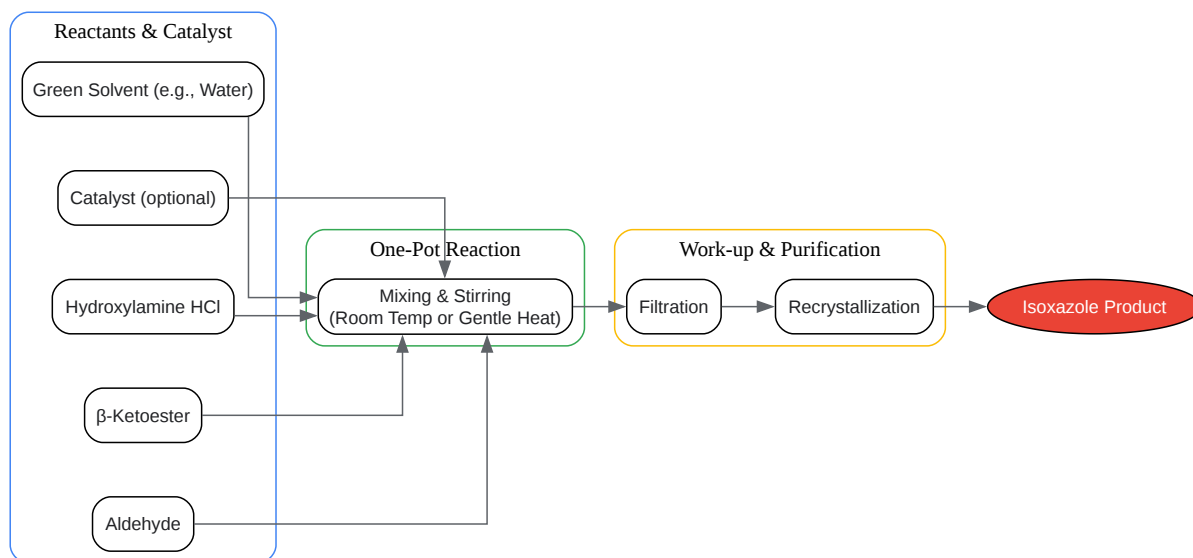 Reactants & Catalyst
Green Solvent (e.g., Water)
Catalyst (optional)
Hydroxylamine HCl
β-Ketoester
Aldehyde
One-Pot Reaction
Mixing & Stirring
(Room Temp or Gentle Heat)
Work-up & Purification
Filtration
Recrystallization
Isoxazole Product